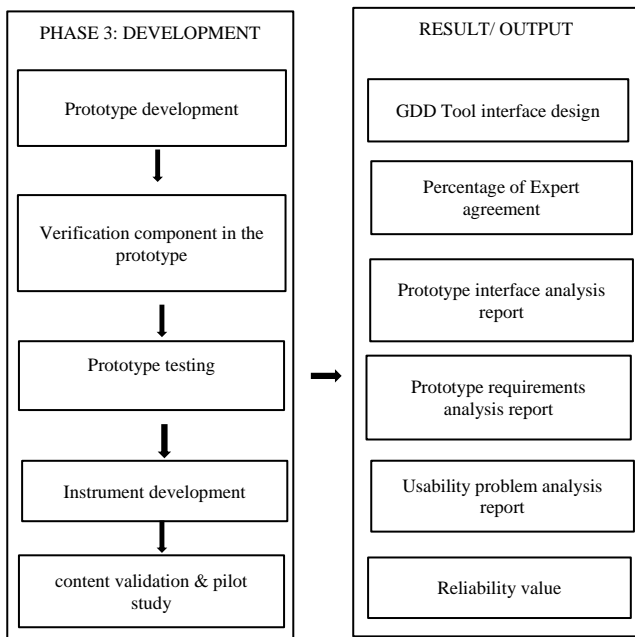 PHASE 3: DEVELOPMENT
Prototype development
Verification component in the
prototype
Prototype testing
Instrument development
content validation & pilot
study
RESULT/ OUTPUT
GDD Tool interface design
Percentage of Expert
agreement
Prototype interface analysis
report
Prototype requirements
analysis report
Usability problem analysis
report
Reliability value